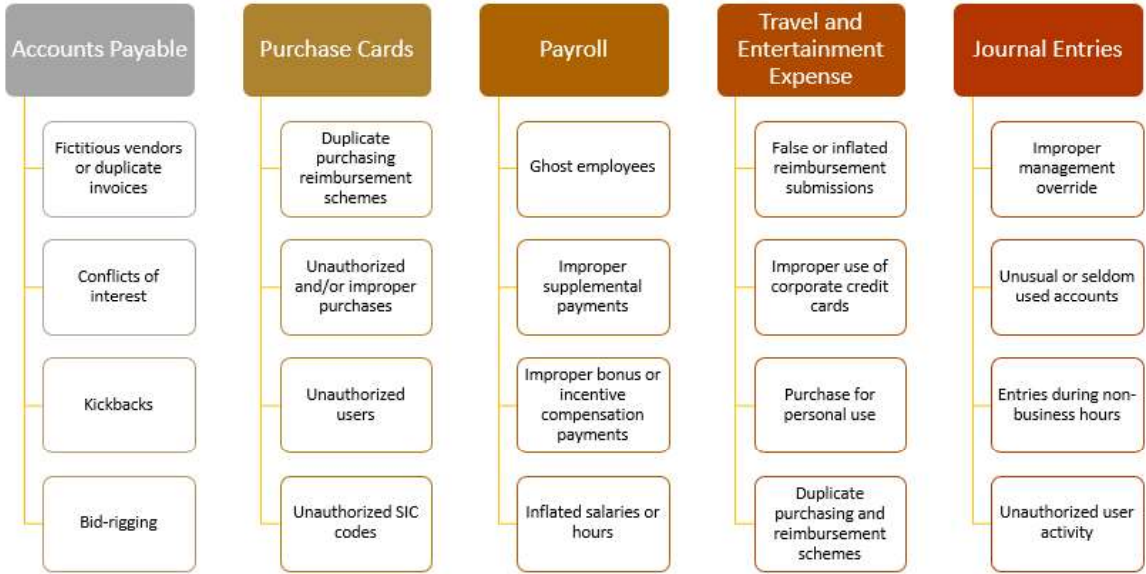 Accounts Payable
Fictitious vendors
or duplicate
invoices
Conflicts of
interest
Kickbacks
Bid-rigging
Purchase Cards
Duplicate
purchasing
reimbursement
schemes
Unauthorized
and/or improper
purchases
Unauthorized
users
Unauthorized SIC
codes
Payroll
Ghost employees
Improper
supplemental
payments
Improper bonus or
incentive
compensation
payments
Inflated salaries or
hours
Travel and
Entertainment
Expense
False or inflated
reimbursement
submissions
Improper use of
corporate credit
cards
Purchase for
personal use
Duplicate
purchasing and
reimbursement
schemes
Journal Entries
Improper
management
override
Unusual or seldom
used accounts
Entries during non-
business hours
Unauthorized user
activity